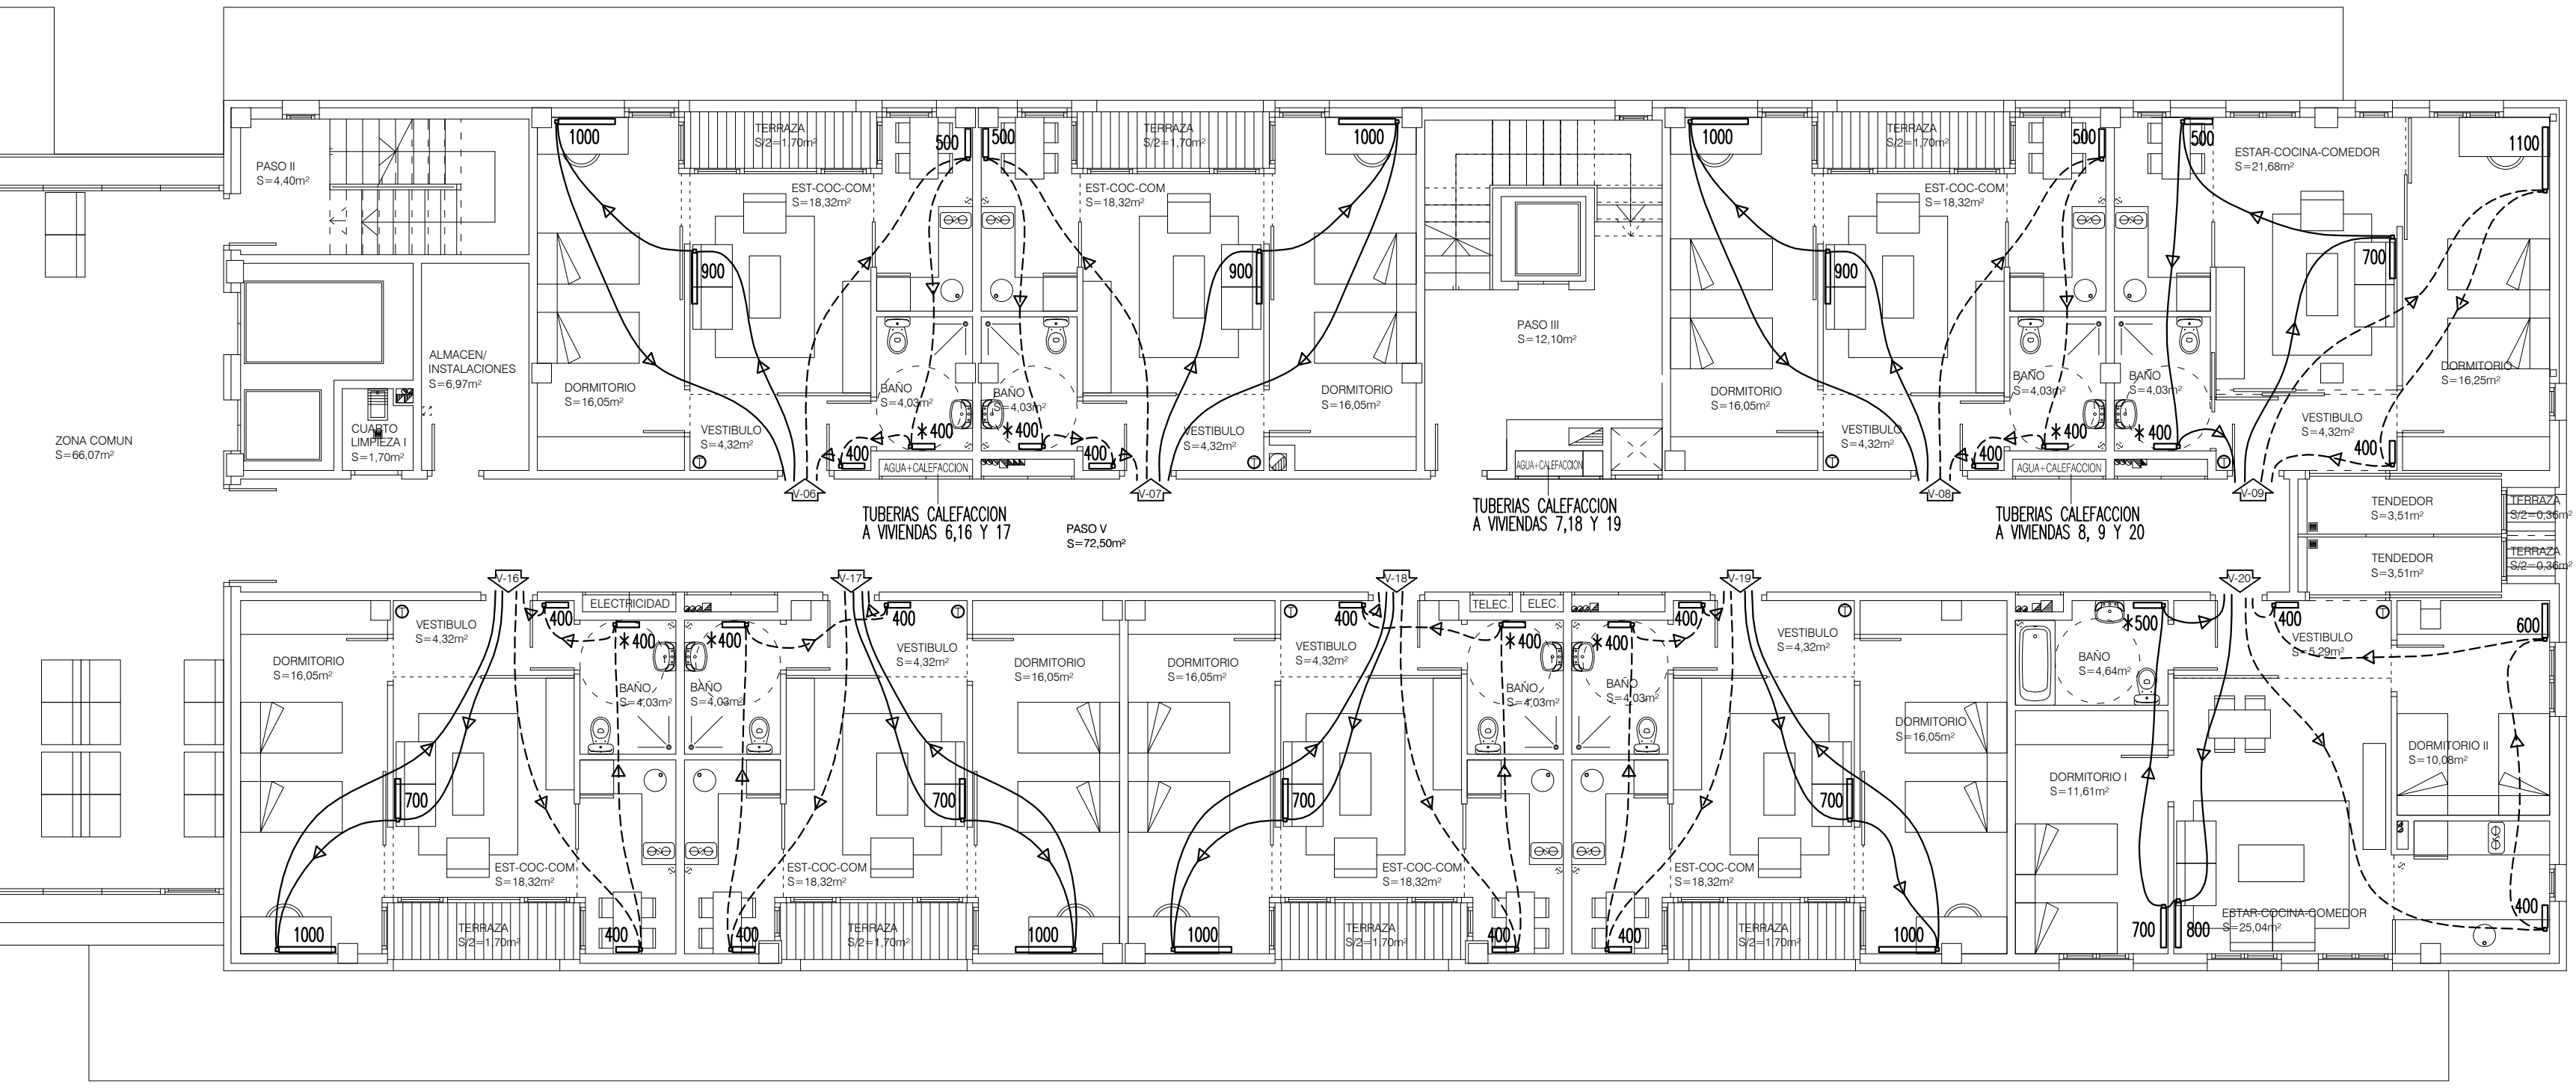 TERRAZA
S/2=1,70m²
TERRAZA
S/2=1,70m²
TERRAZA
S/2=1,70m²
1000
500
500
1000
1000
500
500
1100
PASO II
S=4,40m²
ESTAR-COCINA-COMEDOR
S=21,68m²
EST-COC-COM
S=18,32m²
EST-COC-COM
S=18,32m²
EST-COC-COM
S=18,32m²
900
900
900
700
PASO III
S=12,10m²
ALMACEN/
INSTALACIONES
S=6,97m²
DORMITORIO
S=16,05m²
BAÑO
S=4,03m²
BAÑO
S=4,03m²
DORMITORIO
S=16,05m²
DORMITORIO
S=16,05m²
BAÑO
S=4,03m²
BAÑO
S=4,03m²
DORMITORIO
S=16,25m²
ZONA COMUN
S=66,07m²
CUARTO
LIMPIEZA I
S=1,70m²
VESTIBULO
S=4,32m²
*400
*400
VESTIBULO
S=4,32m²
VESTIBULO
S=4,32m²
*400
*400
VESTIBULO
S=4,32m²
400
400
400
400
T
T
T
T
AGUA+CALEFACCION
AGUA+CALEFACCION
AGUA+CALEFACCION
V-06
V-07
V-08
V-09
TUBERIAS CALEFACCION
A VIVIENDAS 6,16 Y 17
PASO V
S=72,50m²
TUBERIAS CALEFACCION
A VIVIENDAS 7,18 Y 19
TUBERIAS CALEFACCION
A VIVIENDAS 8, 9 Y 20
TENDEDOR
S=3,51m²
TERRAZA
S/2=0,36m²
TENDEDOR
S=3,51m²
TERRAZA
S/2=0,36m²
V-16
V-17
V-18
V-19
V-20
ELECTRICIDAD
TELEC.
ELEC.
T
T
T
T
T
400
400
400
400
400
VESTIBULO
S=4,32m²
*400
*400
VESTIBULO
S=4,32m²
VESTIBULO
S=4,32m²
*400
*400
VESTIBULO
S=4,32m²
*500
VESTIBULO
S=5,29m²
600
DORMITORIO
S=16,05m²
BAÑO
S=4,03m²
BAÑO
S=4,03m²
DORMITORIO
S=16,05m²
DORMITORIO
S=16,05m²
BAÑO
S=4,03m²
BAÑO
S=4,03m²
DORMITORIO
S=16,05m²
BAÑO
S=4,64m²
DORMITORIO I
S=11,61m²
DORMITORIO II
S=10,08m²
700
700
700
700
EST-COC-COM
S=18,32m²
EST-COC-COM
S=18,32m²
EST-COC-COM
S=18,32m²
EST-COC-COM
S=18,32m²
ESTAR-COCINA-COMEDOR
S=25,04m²
1000
TERRAZA
S/2=1,70m²
400
400
TERRAZA
S/2=1,70m²
1000
1000
TERRAZA
S/2=1,70m²
400
400
TERRAZA
S/2=1,70m²
1000
700
800
400